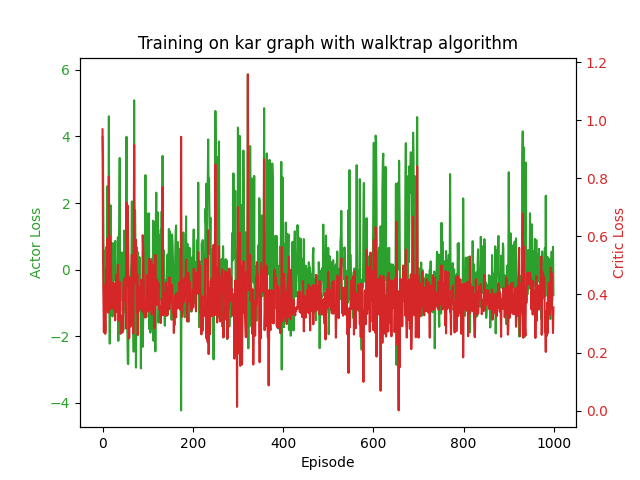 Training on kar graph with walktrap algorithm
6
4
2
0
−2
−4
Actor Loss
1.2
1.0
0.8
0.6
0.4
0.2
0.0
Critic Loss
0 200 400 600 800 1000
Episode